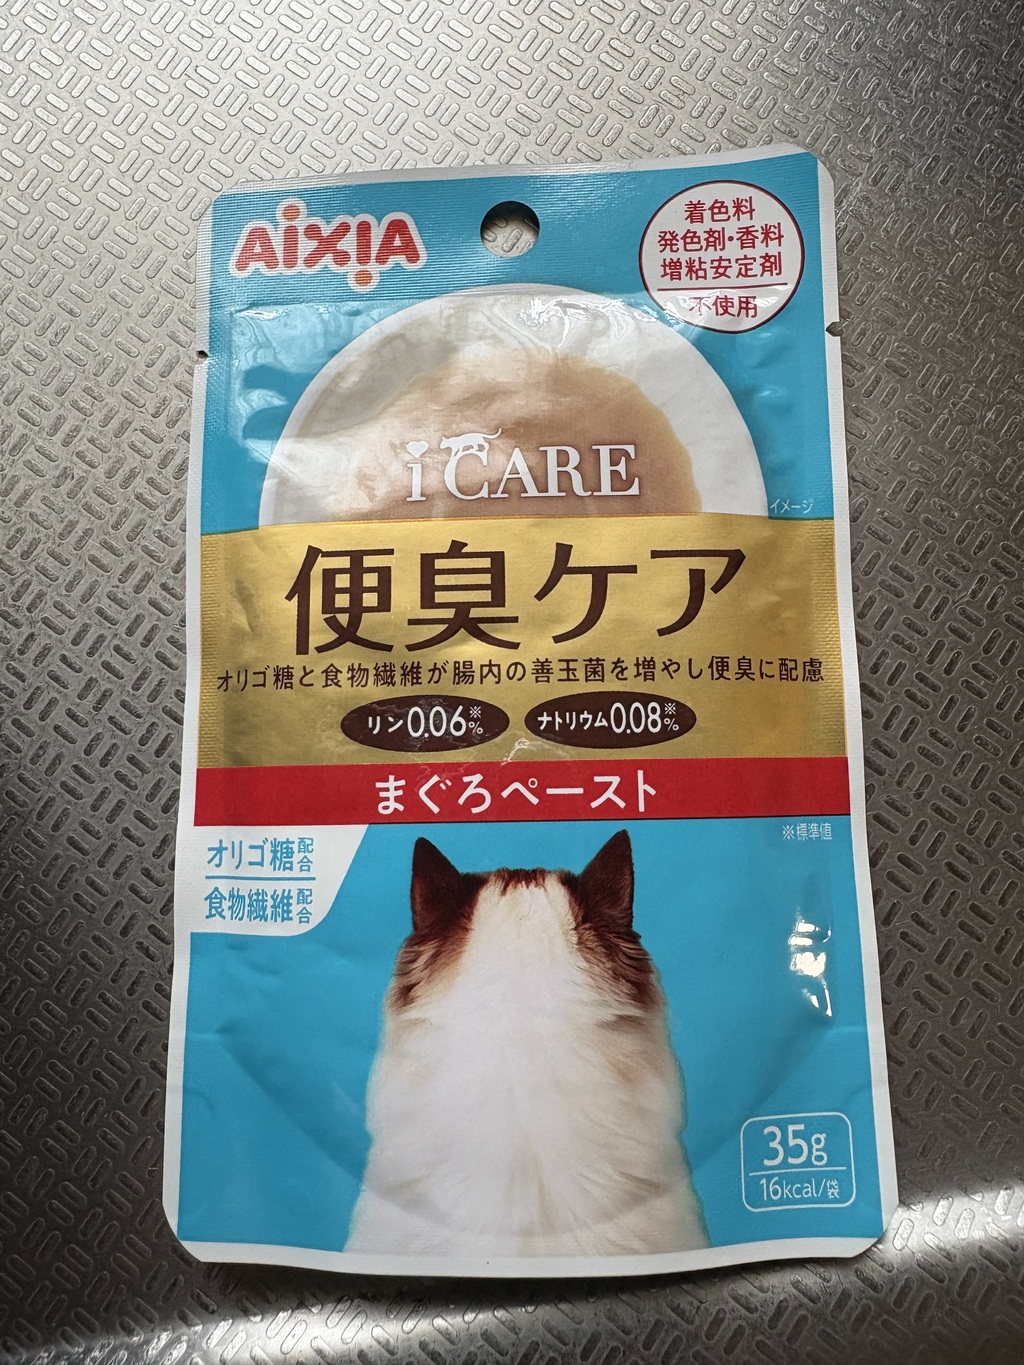 AIXIA
着色料
発色剤・香料
増粘安定剤
不使用
i CARE
イメージ
便臭ケア
オリゴ糖と食物繊維が腸内の善玉菌を増やし便臭に配慮
リン0.06※%
ナトリウム0.08※%
まぐろペースト
※標準値
オリゴ糖配合
食物繊維配合
35g
16kcal/袋